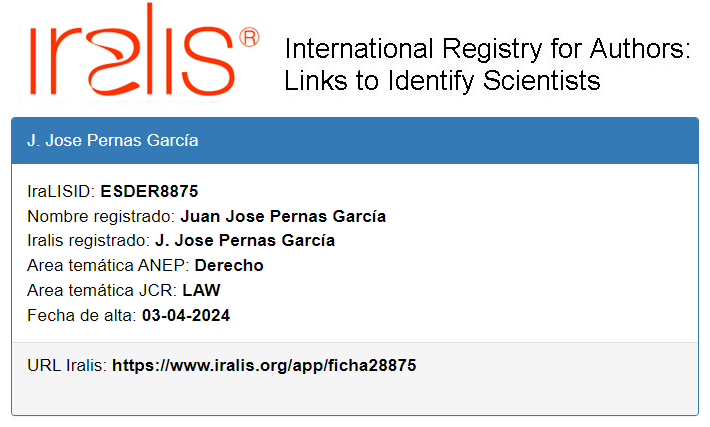 Iralis®
International Registry for Authors:
Links to Identify Scientists
J. Jose Pernas García
IraLISID: ESDER8875
Nombre registrado: Juan Jose Pernas García
Iralis registrado: J. Jose Pernas García
Area temática ANEP: Derecho
Area temática JCR: LAW
Fecha de alta: 03-04-2024
URL Iralis: https://www.iralis.org/app/ficha28875